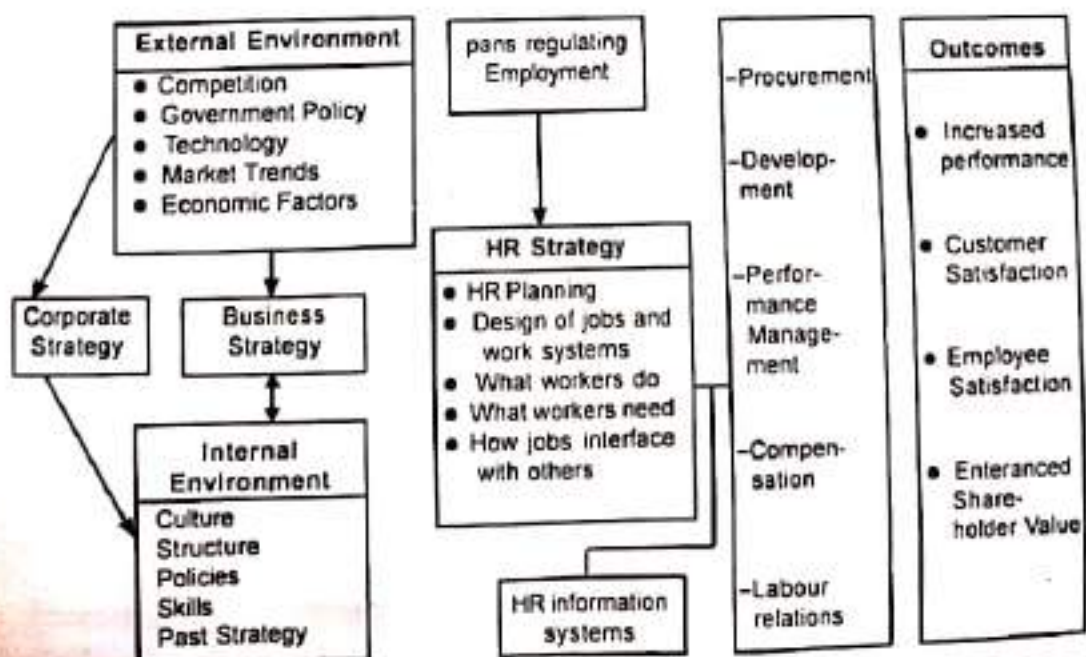 External Environment
● Competition
● Government Policy
● Technology
● Market Trends
● Economic Factors
Corporate
Strategy
Business
Strategy
Internal
Environment
Culture
Structure
Policies
Skills
Past Strategy
pans regulating
Employment
HR Strategy
● HR Planning
● Design of jobs and
work systems
● What workers do
● What workers need
● How jobs interface
with others
HR information
systems
–Procurement
–Develop-
ment
–Perfor-
mance
Manage-
ment
–Compen-
sation
–Labour
relations
Outcomes
● Increased
performance
● Customer
Satisfaction
● Employee
Satisfaction
● Enteranced
Share-
holder Value